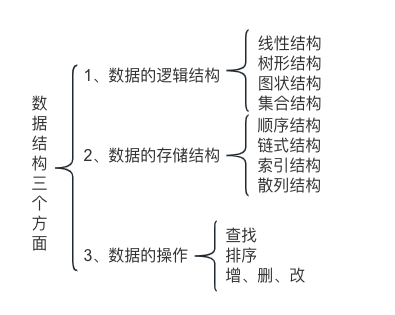 数据结构三个方面
1、数据的逻辑结构
线性结构
树形结构
图状结构
集合结构
2、数据的存储结构
顺序结构
链式结构
索引结构
散列结构
3、数据的操作
查找
排序
增、删、改